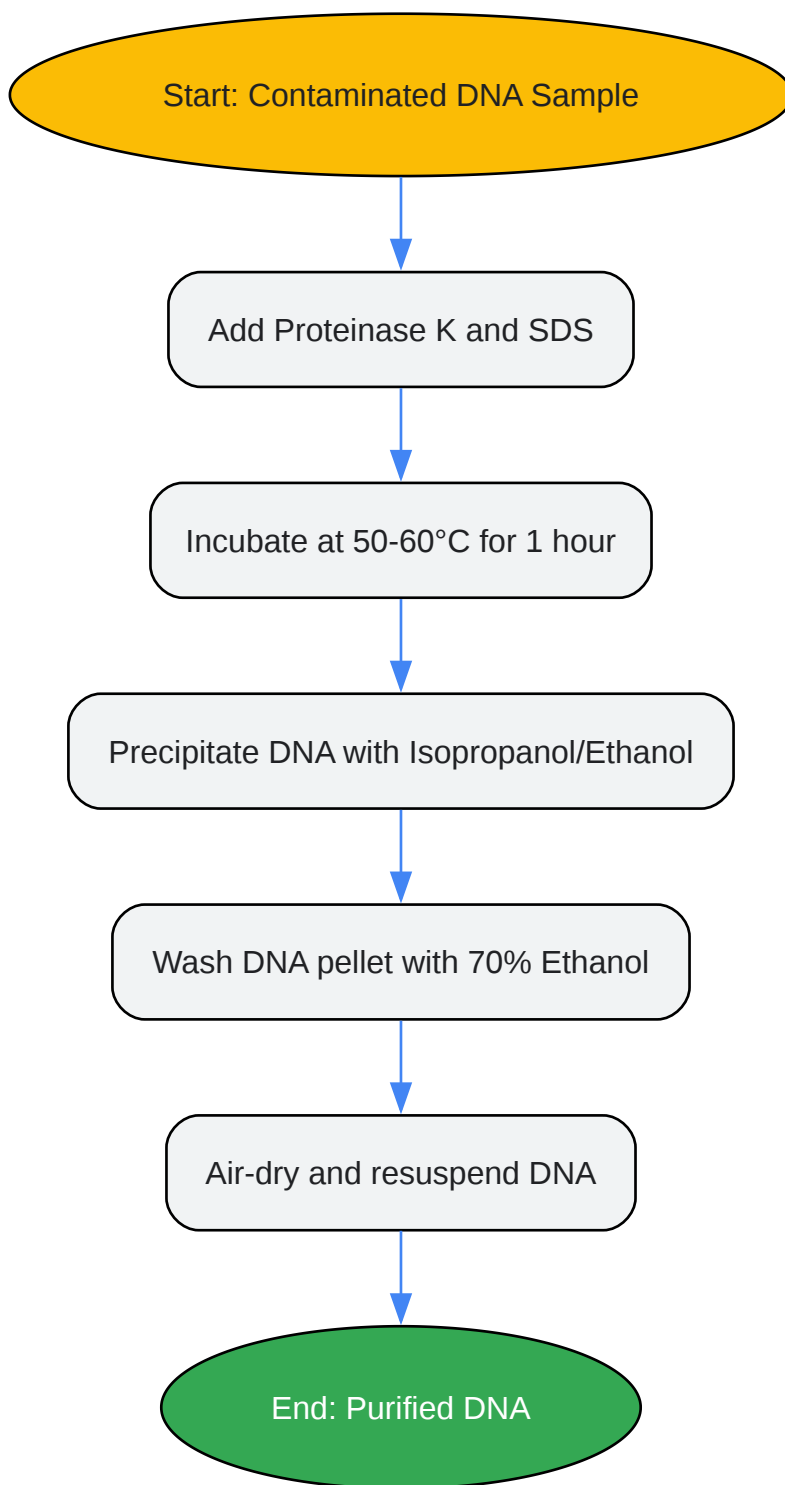 Start: Contaminated DNA Sample
Add Proteinase K and SDS
Incubate at 50-60°C for 1 hour
Precipitate DNA with Isopropanol/Ethanol
Wash DNA pellet with 70% Ethanol
Air-dry and resuspend DNA
End: Purified DNA